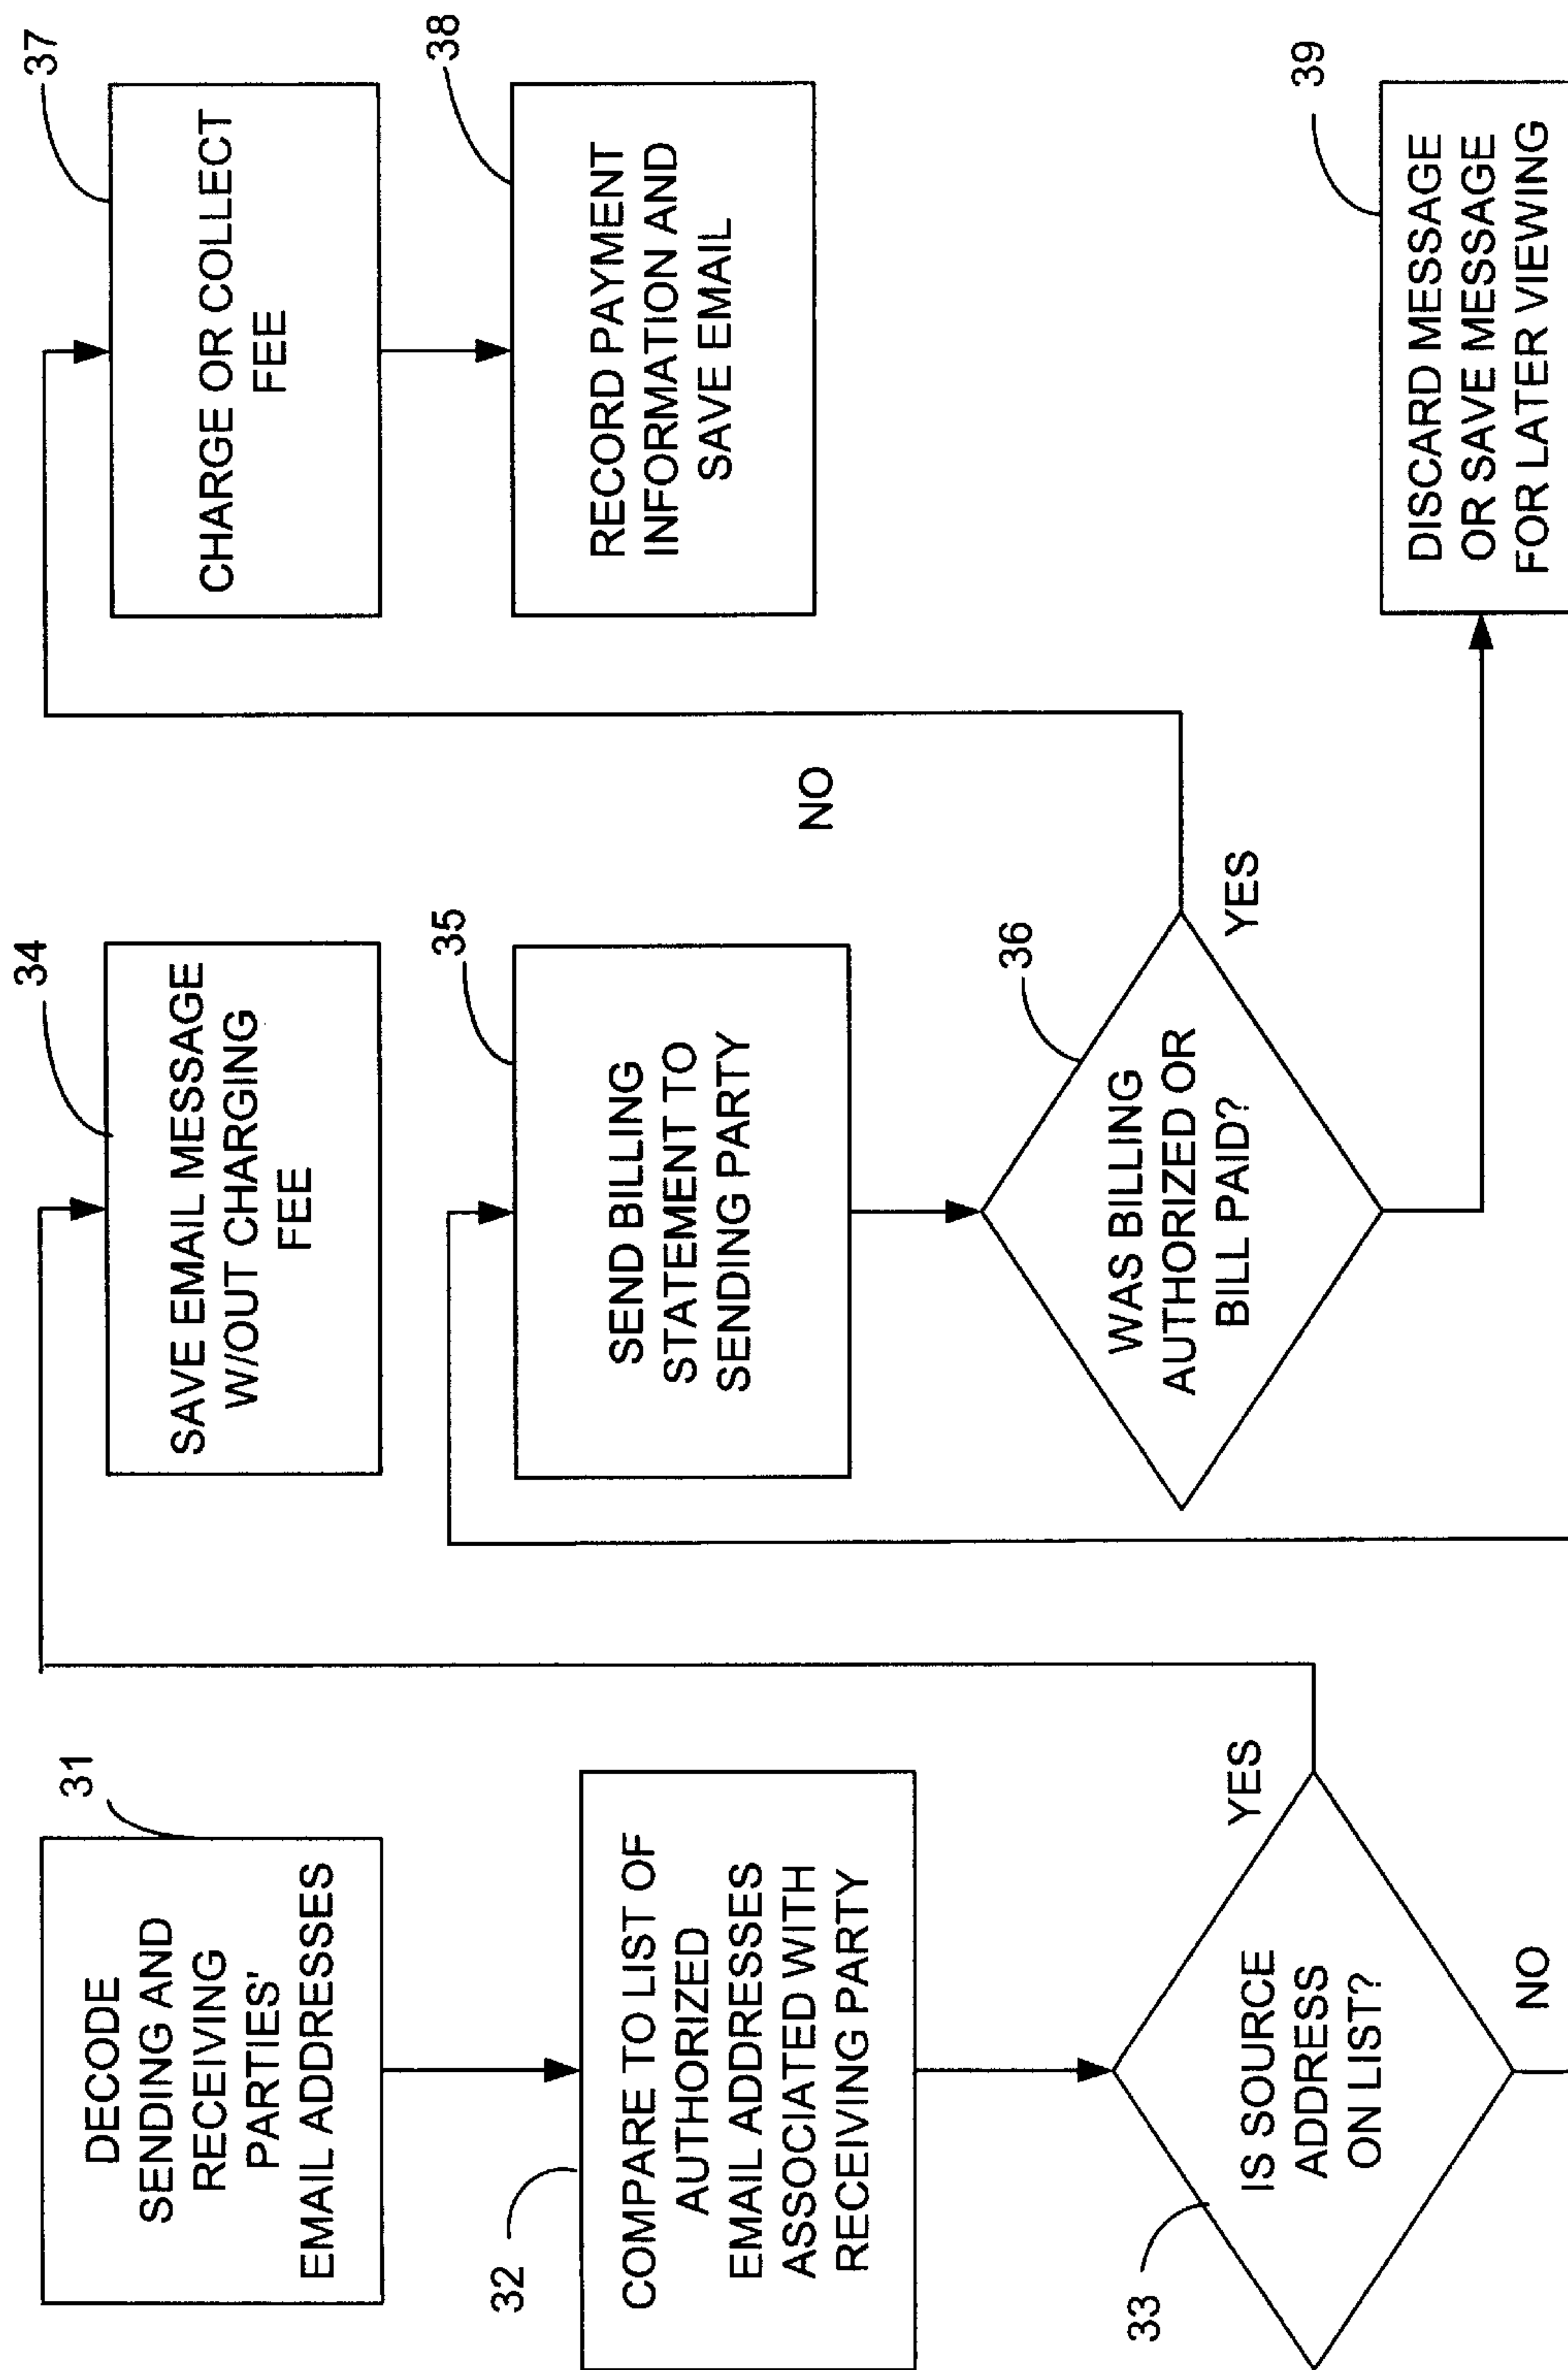 31
DECODE
SENDING AND
RECEIVING
PARTIES'
EMAIL ADDRESSES
32
COMPARE TO LIST OF
AUTHORIZED
EMAIL ADDRESSES
ASSOCIATED WITH
RECEIVING PARTY
33
IS SOURCE
ADDRESS
ON LIST?
YES
NO
34
SAVE EMAIL MESSAGE
W/OUT CHARGING
FEE
35
SEND BILLING
STATEMENT TO
SENDING PARTY
36
WAS BILLING
AUTHORIZED OR
BILL PAID?
YES
NO
37
CHARGE OR COLLECT
FEE
38
RECORD PAYMENT
INFORMATION AND
SAVE EMAIL
39
DISCARD MESSAGE
OR SAVE MESSAGE
FOR LATER VIEWING